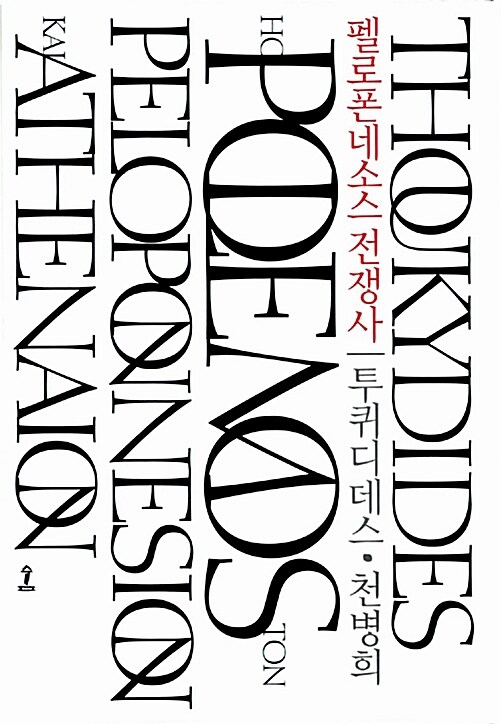 THOUKYDIDES
펠로폰네소스 전쟁사 | 투퀴디데스 • 천병희
HO POLEMOS TON
PELOPONNESION
KAI ATHENAION